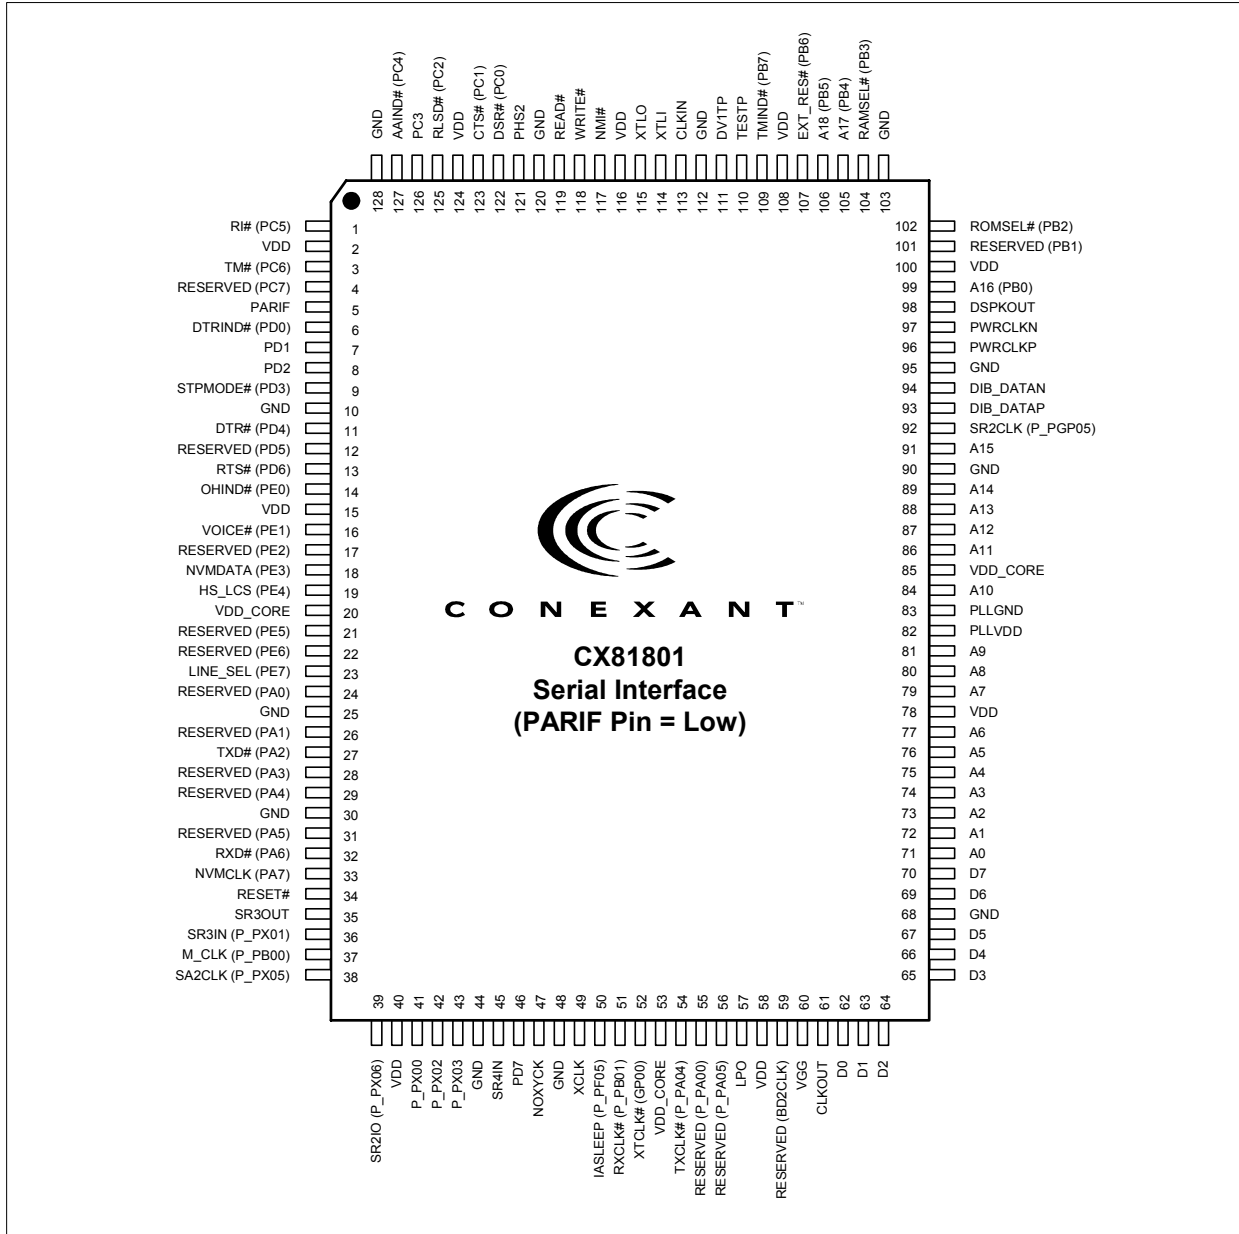 GND
AAIND# (PC4)
PC3
RLSD# (PC2)
VDD
CTS# (PC1)
DSR# (PC0)
PHS2
GND
READ#
WRITE#
NMI#
VDD
XTLO
XTLI
CLKIN
GND
DV1TP
TESTP
TMIND# (PB7)
VDD
EXT_RES# (PB6)
A18 (PB5)
A17 (PB4)
RAMSEL# (PB3)
GND
128
127
126
125
124
123
122
121
120
119
118
117
116
115
114
113
112
111
110
109
108
107
106
105
104
103
RI# (PC5) 1
VDD 2
TM# (PC6) 3
RESERVED (PC7) 4
PARIF 5
DTRIND# (PD0) 6
PD1 7
PD2 8
STPMODE# (PD3) 9
GND 10
DTR# (PD4) 11
RESERVED (PD5) 12
RTS# (PD6) 13
OHIND# (PE0) 14
VDD 15
VOICE# (PE1) 16
RESERVED (PE2) 17
NVMDATA (PE3) 18
HS_LCS (PE4) 19
VDD_CORE 20
RESERVED (PE5) 21
RESERVED (PE6) 22
LINE_SEL (PE7) 23
RESERVED (PA0) 24
GND 25
RESERVED (PA1) 26
TXD# (PA2) 27
RESERVED (PA3) 28
RESERVED (PA4) 29
GND 30
RESERVED (PA5) 31
RXD# (PA6) 32
NVMCLK (PA7) 33
RESET# 34
SR3OUT 35
SR3IN (P_PX01) 36
M_CLK (P_PB00) 37
SA2CLK (P_PX05) 38
CONEXANT™
CX81801
Serial Interface
(PARIF Pin = Low)
102 ROMSEL# (PB2)
101 RESERVED (PB1)
100 VDD
99 A16 (PB0)
98 DSPKOUT
97 PWRCLKN
96 PWRCLKP
95 GND
94 DIB_DATAN
93 DIB_DATAP
92 SR2CLK (P_PGP05)
91 A15
90 GND
89 A14
88 A13
87 A12
86 A11
85 VDD_CORE
84 A10
83 PLLGND
82 PLLVDD
81 A9
80 A8
79 A7
78 VDD
77 A6
76 A5
75 A4
74 A3
73 A2
72 A1
71 A0
70 D7
69 D6
68 GND
67 D5
66 D4
65 D3
39
40
41
42
43
44
45
46
47
48
49
50
51
52
53
54
55
56
57
58
59
60
61
62
63
64
SR2IO (P_PX06)
VDD
P_PX00
P_PX02
P_PX03
GND
SR4IN
PD7
NOXYCK
GND
XCLK
IASLEEP (P_PF05)
RXCLK# (P_PB01)
XTCLK# (GP00)
VDD_CORE
TXCLK# (P_PA04)
RESERVED (P_PA00)
RESERVED (P_PA05)
LPO
VDD
RESERVED (BD2CLK)
VGG
CLKOUT
D0
D1
D2